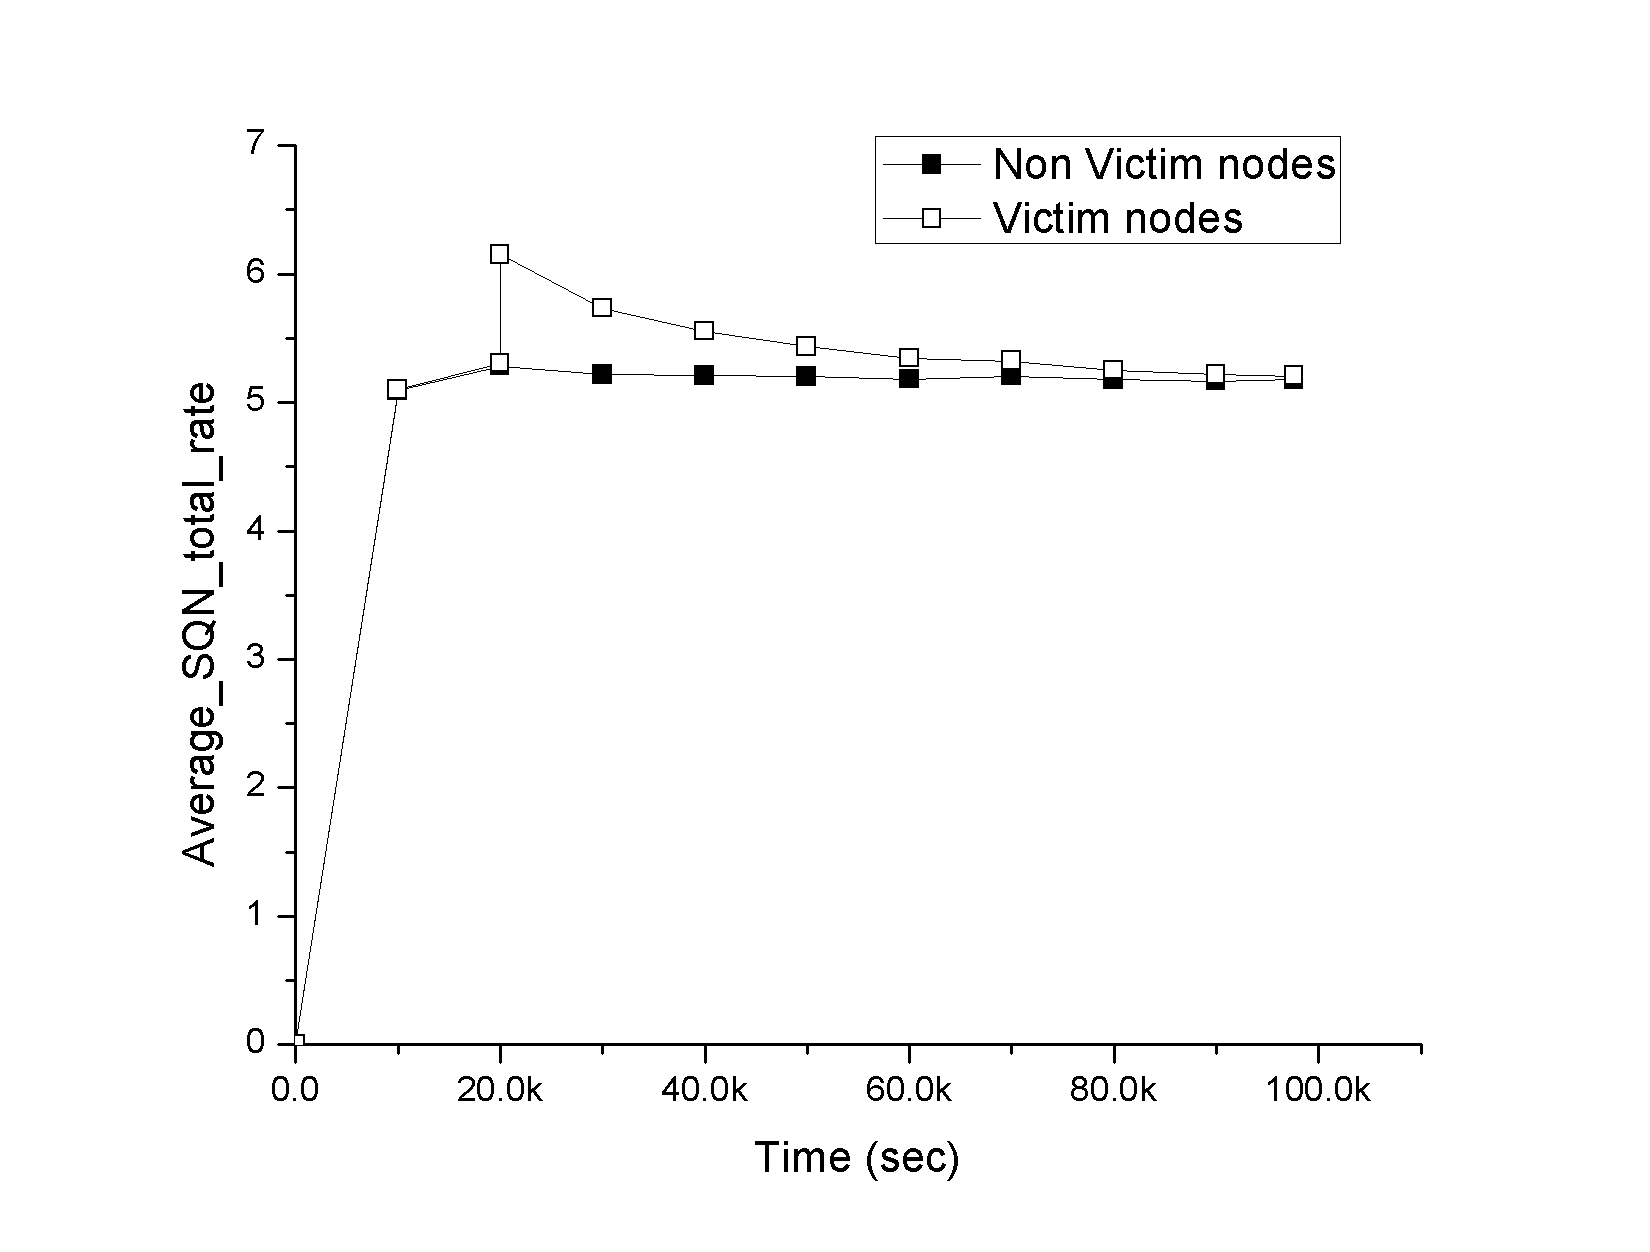 Non Victim nodes
Victim nodes
Average_SQN_total_rate
7
6
5
4
3
2
1
0
0.0 20.0k 40.0k 60.0k 80.0k 100.0k
Time (sec)